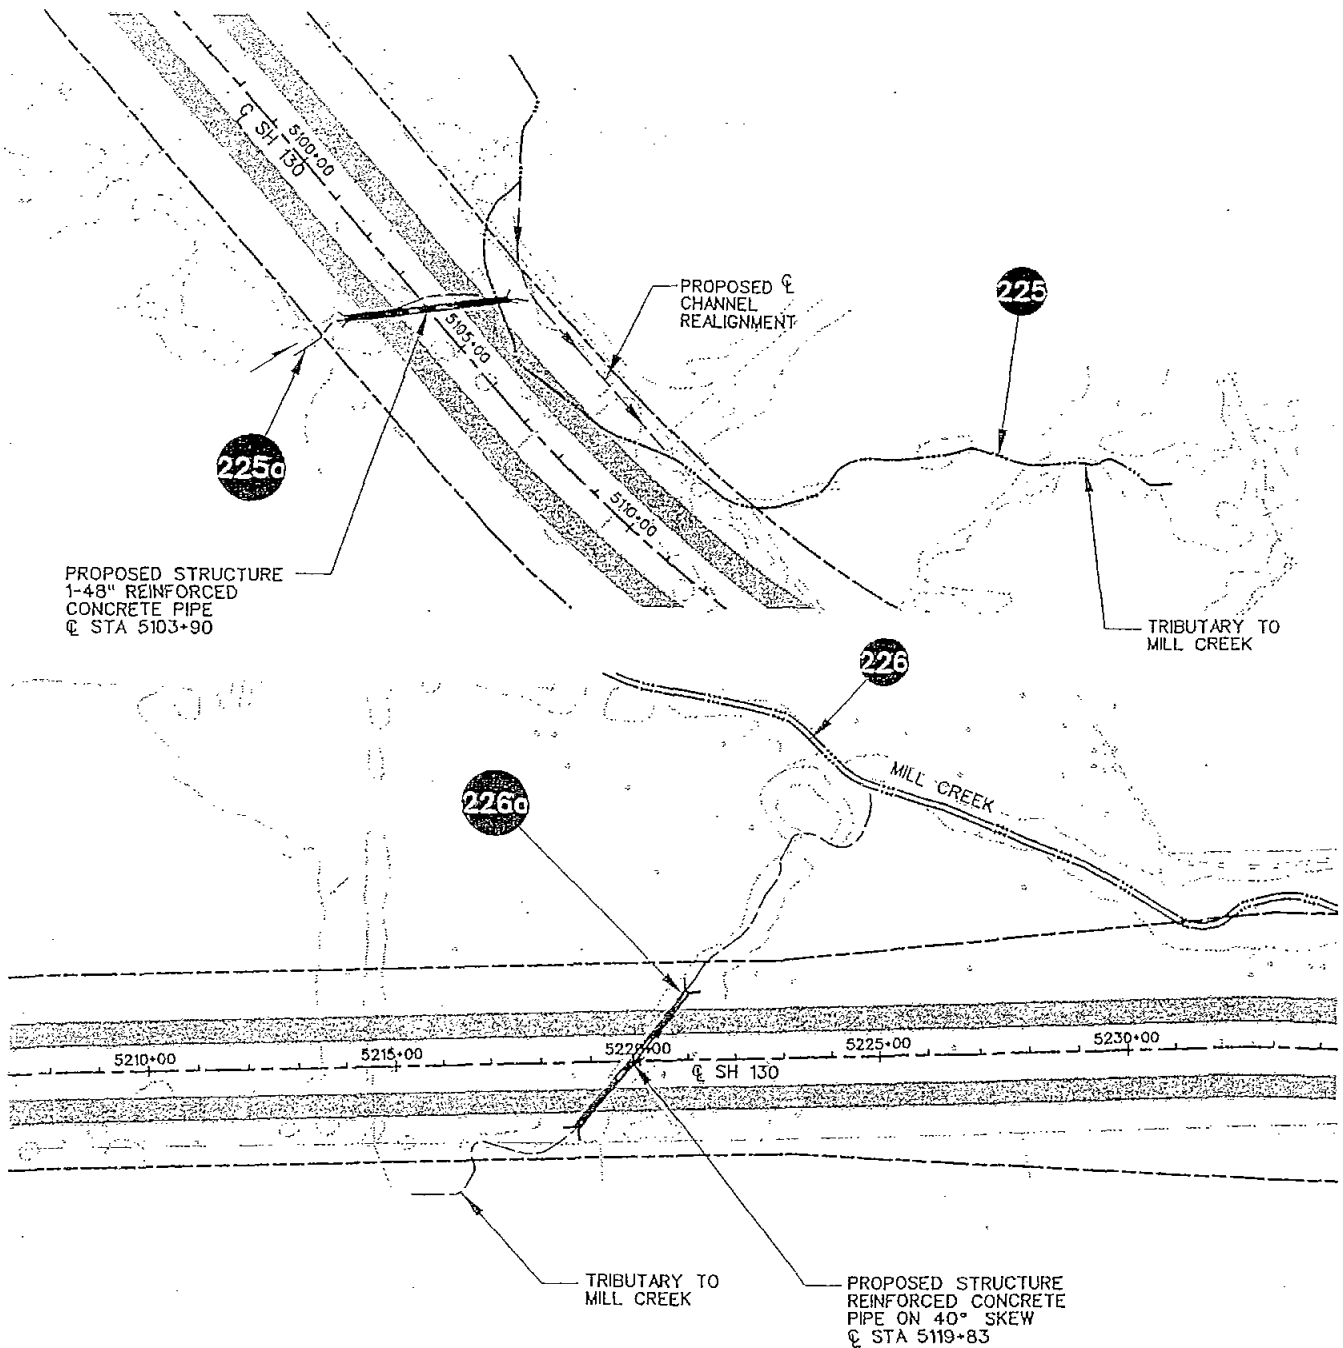 ℄ SH 130
5100+00
PROPOSED ℄
CHANNEL
REALIGNMENT
225
5105+00
225a
5110+00
PROPOSED STRUCTURE
1-48" REINFORCED
CONCRETE PIPE
℄ STA 5103+90
TRIBUTARY TO
MILL CREEK
226
MILL CREEK
226a
5210+00
5215+00
5220+00
5225+00
5230+00
℄ SH 130
TRIBUTARY TO
MILL CREEK
PROPOSED STRUCTURE
REINFORCED CONCRETE
PIPE ON 40° SKEW
℄ STA 5119+83